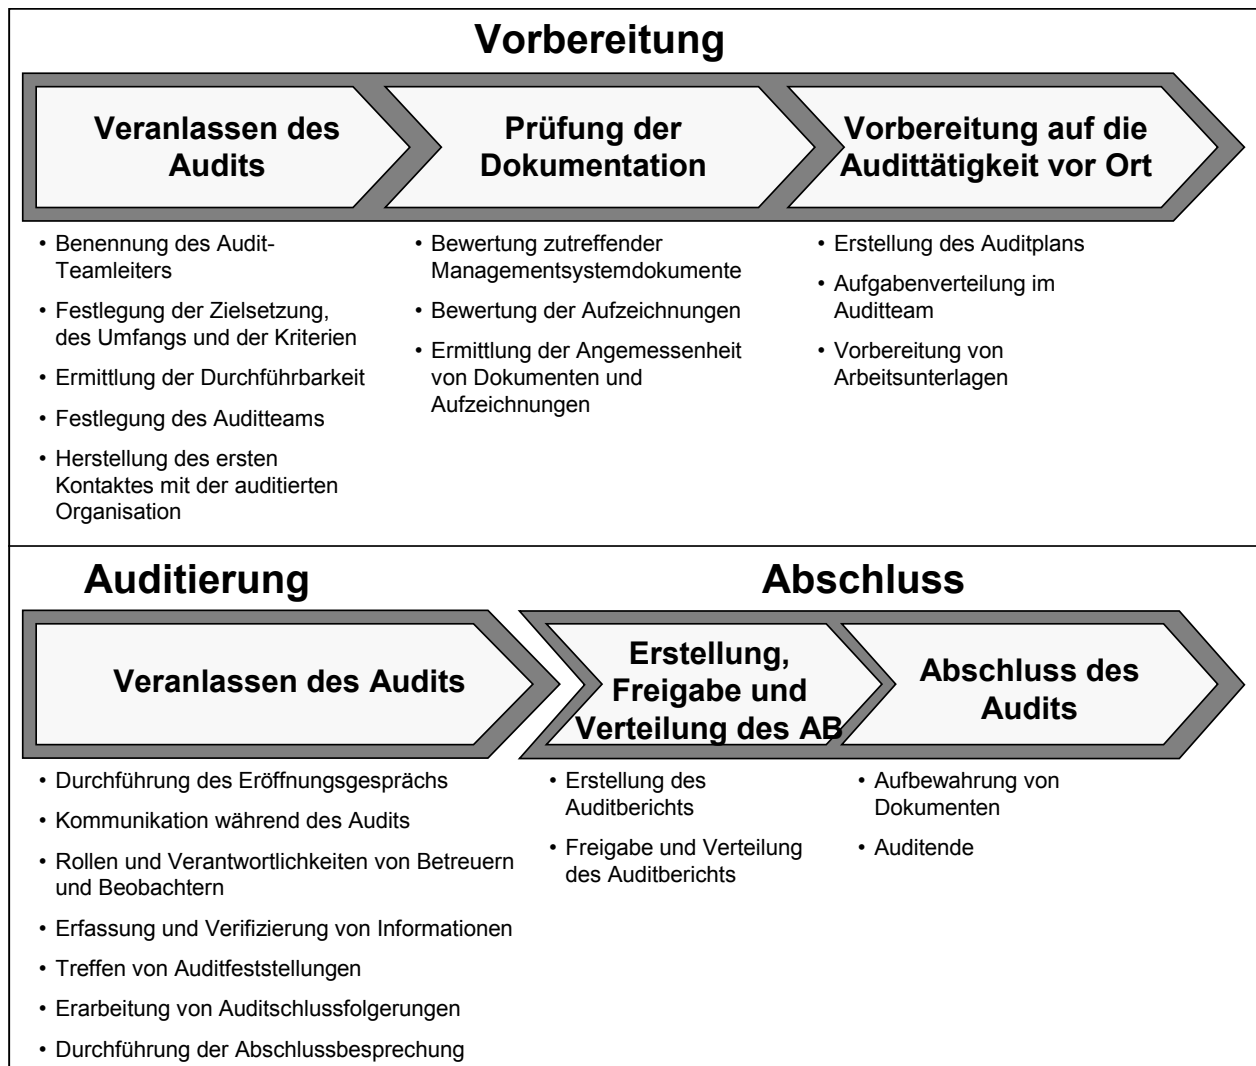 Vorbereitung
Veranlassen des
Audits
Prüfung der
Dokumentation
Vorbereitung auf die
Audittätigkeit vor Ort
• Benennung des Audit-
Teamleiters
• Festlegung der Zielsetzung,
des Umfangs und der Kriterien
• Ermittlung der Durchführbarkeit
• Festlegung des Auditteams
• Herstellung des ersten
Kontaktes mit der auditierten
Organisation
• Bewertung zutreffender
Managementsystemdokumente
• Bewertung der Aufzeichnungen
• Ermittlung der Angemessenheit
von Dokumenten und
Aufzeichnungen
• Erstellung des Auditplans
• Aufgabenverteilung im
Auditteam
• Vorbereitung von
Arbeitsunterlagen
Auditierung
Abschluss
Veranlassen des Audits
Erstellung,
Freigabe und
Verteilung des AB
Abschluss des
Audits
• Durchführung des Eröffnungsgesprächs
• Kommunikation während des Audits
• Rollen und Verantwortlichkeiten von Betreuern
und Beobachtern
• Erfassung und Verifizierung von Informationen
• Treffen von Auditfeststellungen
• Erarbeitung von Auditschlussfolgerungen
• Durchführung der Abschlussbesprechung
• Erstellung des
Auditberichts
• Freigabe und Verteilung
des Auditberichts
• Aufbewahrung von
Dokumenten
• Auditende